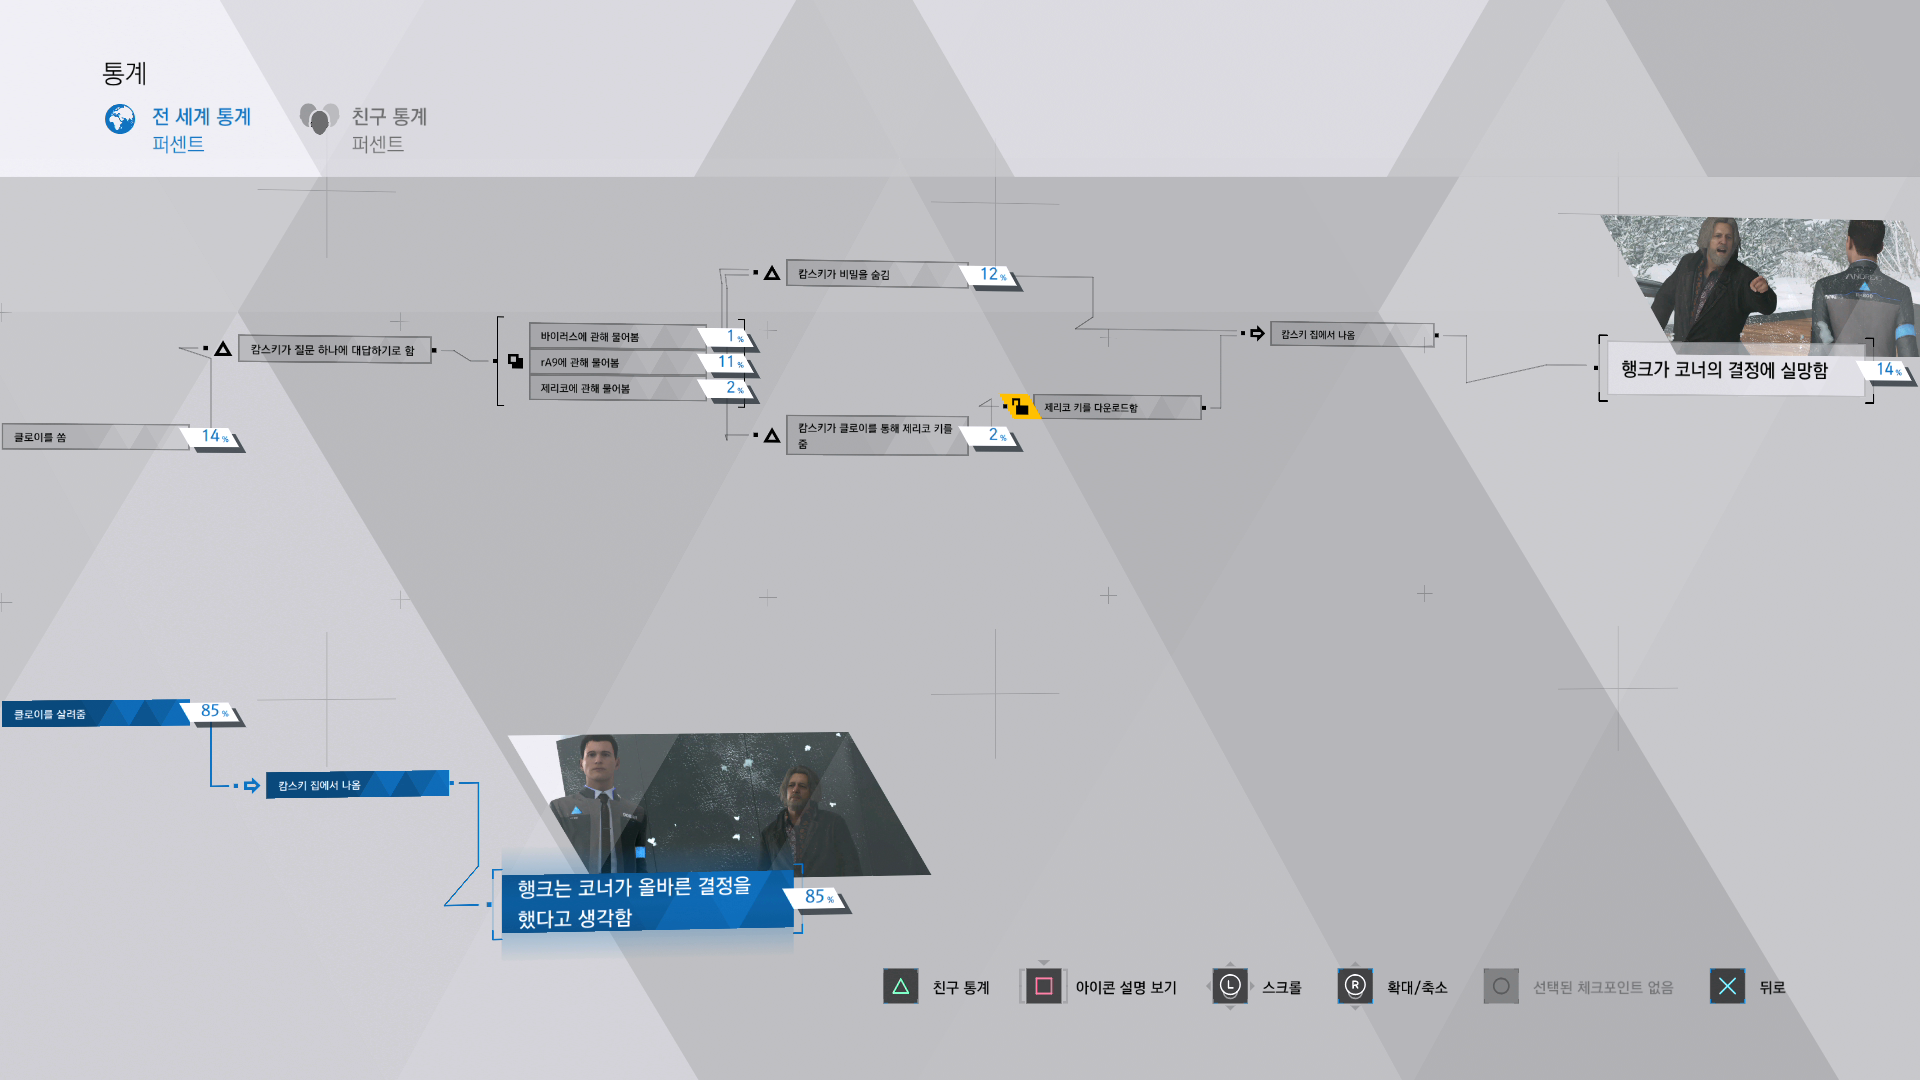 통계
전 세계 통계
퍼센트
친구 통계
퍼센트
캄스키가 비밀을 숨김
12%
바이러스에 관해 물어봄
1%
캄스키 집에서 나옴
캄스키가 질문 하나에 대답하기로 함
rA9에 관해 물어봄
11%
제리코에 관해 물어봄
2%
행크가 코너의 결정에 실망함
14%
제리코 키를 다운로드함
클로이를 쏨
14%
캄스키가 클로이를 통해 제리코 키를
줌
2%
클로이를 살려줌
85%
캄스키 집에서 나옴
행크는 코너가 올바른 결정을
했다고 생각함
85%
친구 통계
아이콘 설명 보기
L
스크롤
R
확대/축소
선택된 체크포인트 없음
뒤로